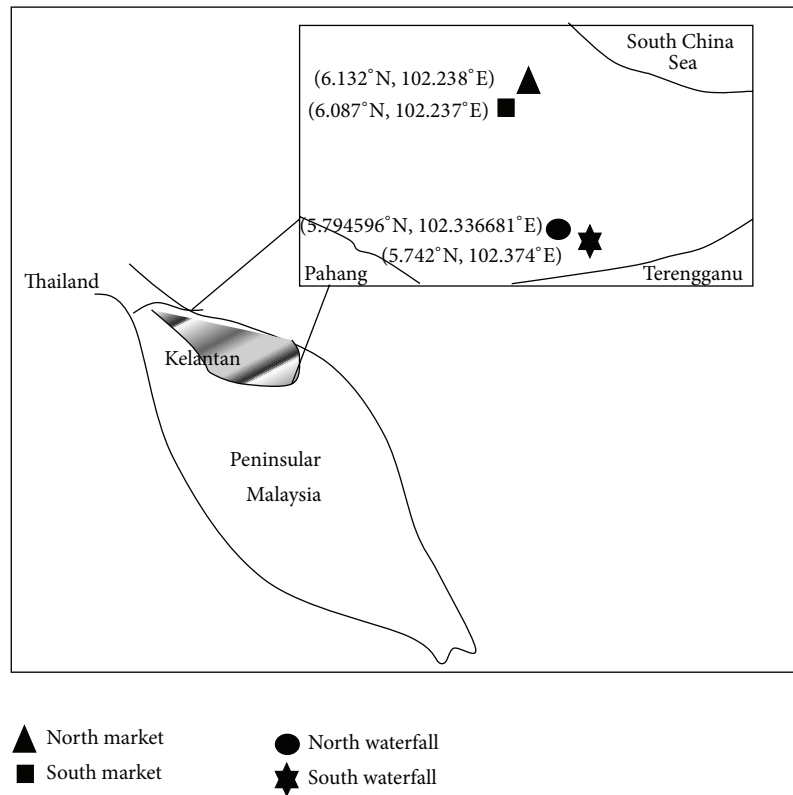 South China
Sea
(6.132°N, 102.238°E)
(6.087°N, 102.237°E)
(5.794596°N, 102.336681°E)
(5.742°N, 102.374°E)
Pahang
Terengganu
Thailand
Kelantan
Peninsular
Malaysia
North market
South market
North waterfall
South waterfall